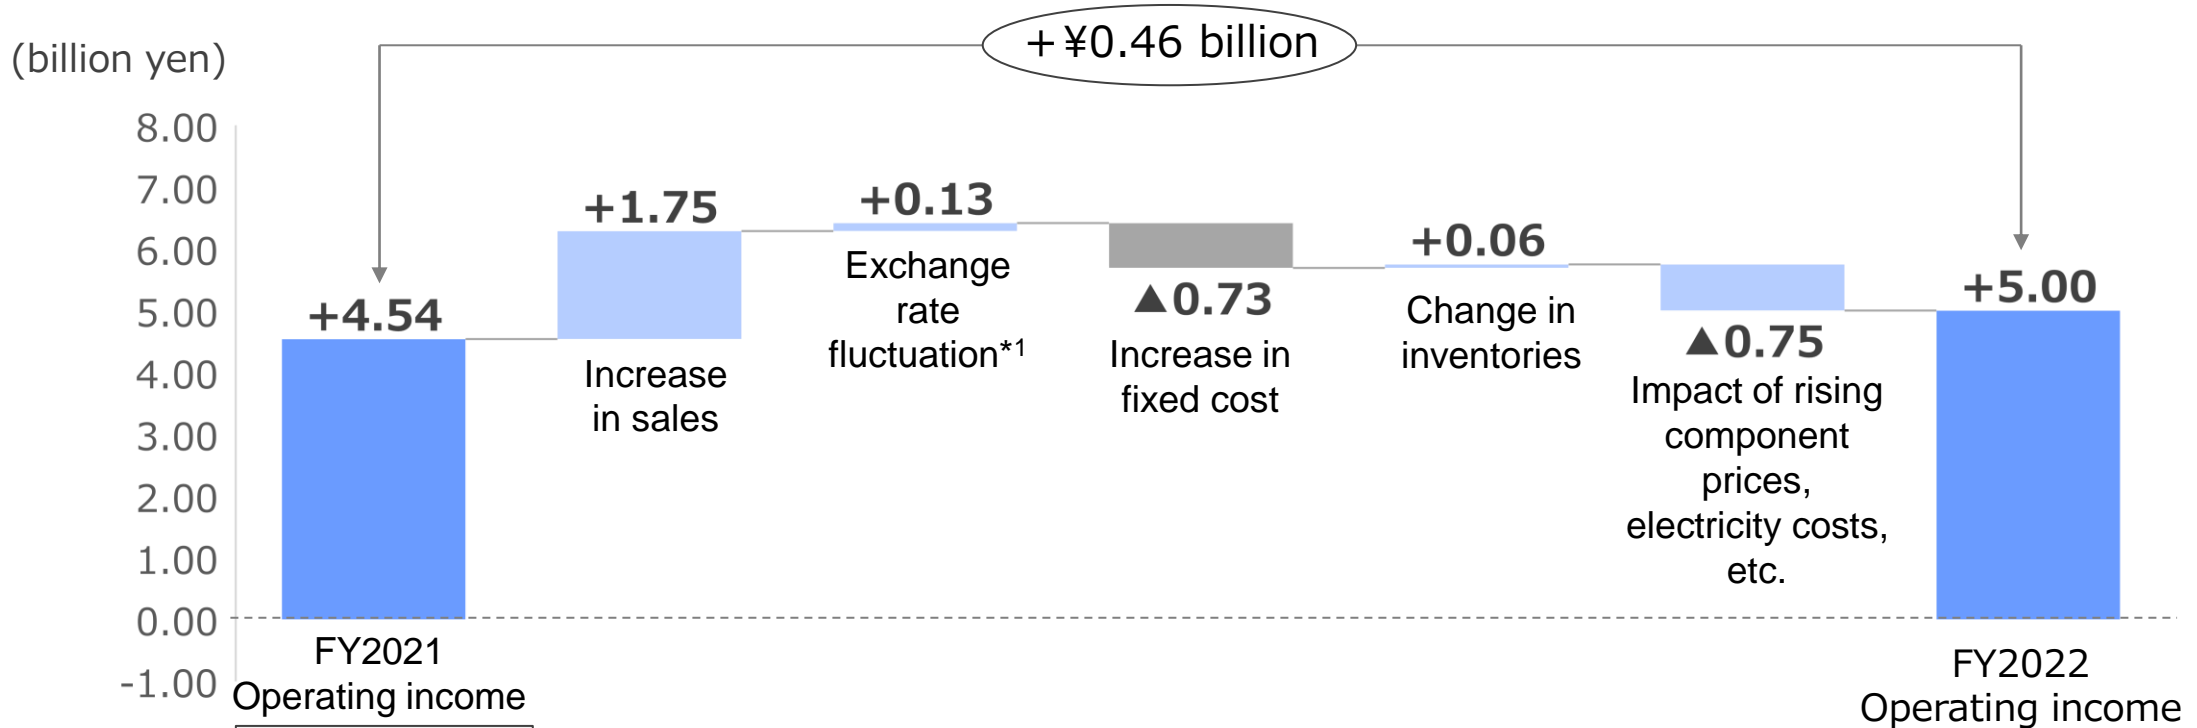 +¥0.46 billion
(billion yen)
8.00
7.00
6.00
5.00
4.00
3.00
2.00
1.00
0.00
-1.00
+4.54
FY2021
Operating income
+1.75
Increase
in sales
+0.13
Exchange
rate
fluctuation*1
▲0.73
Increase in
fixed cost
+0.06
Change in
inventories
▲0.75
Impact of rising
component
prices,
electricity costs,
etc.
+5.00
FY2022
Operating income